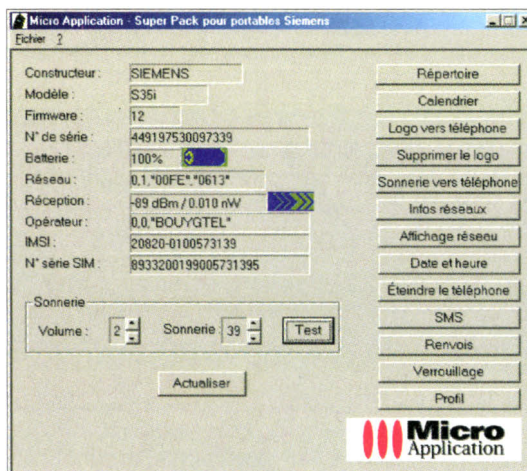 Micro Application - Super Pack pour portables Siemens
Fichier ?
Constructeur : SIEMENS
Modèle : S35i
Firmware : 12
N° de série : 449197530097339
Batterie : 100%
Réseau : 0,1,"00FE","0613"
Réception : -89 dBm / 0.010 nW
Opérateur : 0,0,"BOUYGTEL"
IMSI : 20820-0100573139
N° série SIM : 8933200199005731395
Sonnerie
Volume : 2 Sonnerie : 39 Test
Actualiser
Répertoire
Calendrier
Logo vers téléphone
Supprimer le logo
Sonnerie vers téléphone
Infos réseaux
Affichage réseau
Date et heure
Éteindre le téléphone
SMS
Renvois
Verrouillage
Profil
Micro
Application